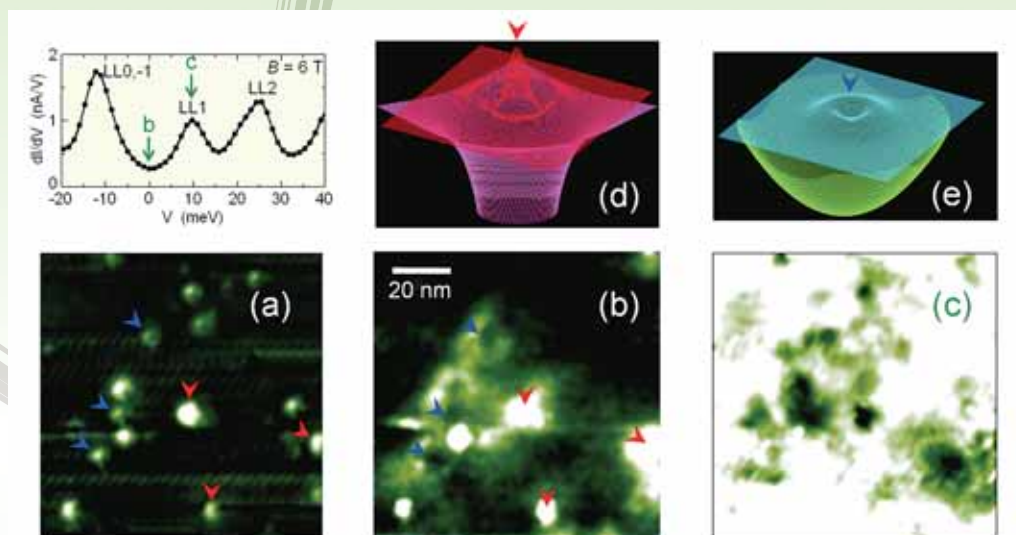 2
1
0
dI/dV (nA/V)
LL0,-1
b
c
LL1
LL2
B = 6 T
-20 -10 0 10 20 30 40
V (meV)
(d)
(e)
(a)
20 nm
(b)
(c)